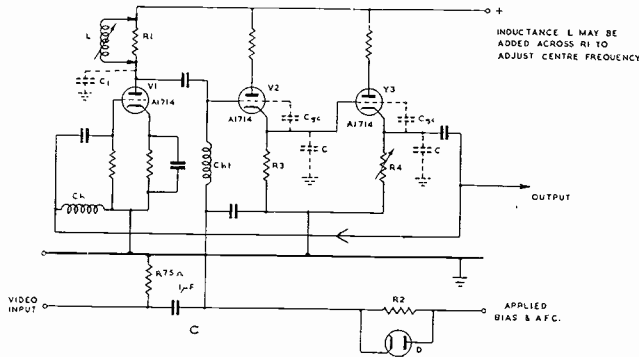 +
INDUCTANCE L MAY BE
ADDED ACROSS R1 TO
ADJUST CENTRE FREQUENCY
L
R1
C1
V1
A1714
V2
A1714
Cgc
C
R3
Y3
A1714
Cgc
C
R4
Ch
Ch1
OUTPUT
R75Ω
1μF
VIDEO
INPUT
C
R2
D
APPLIED
BIAS & A.F.C.